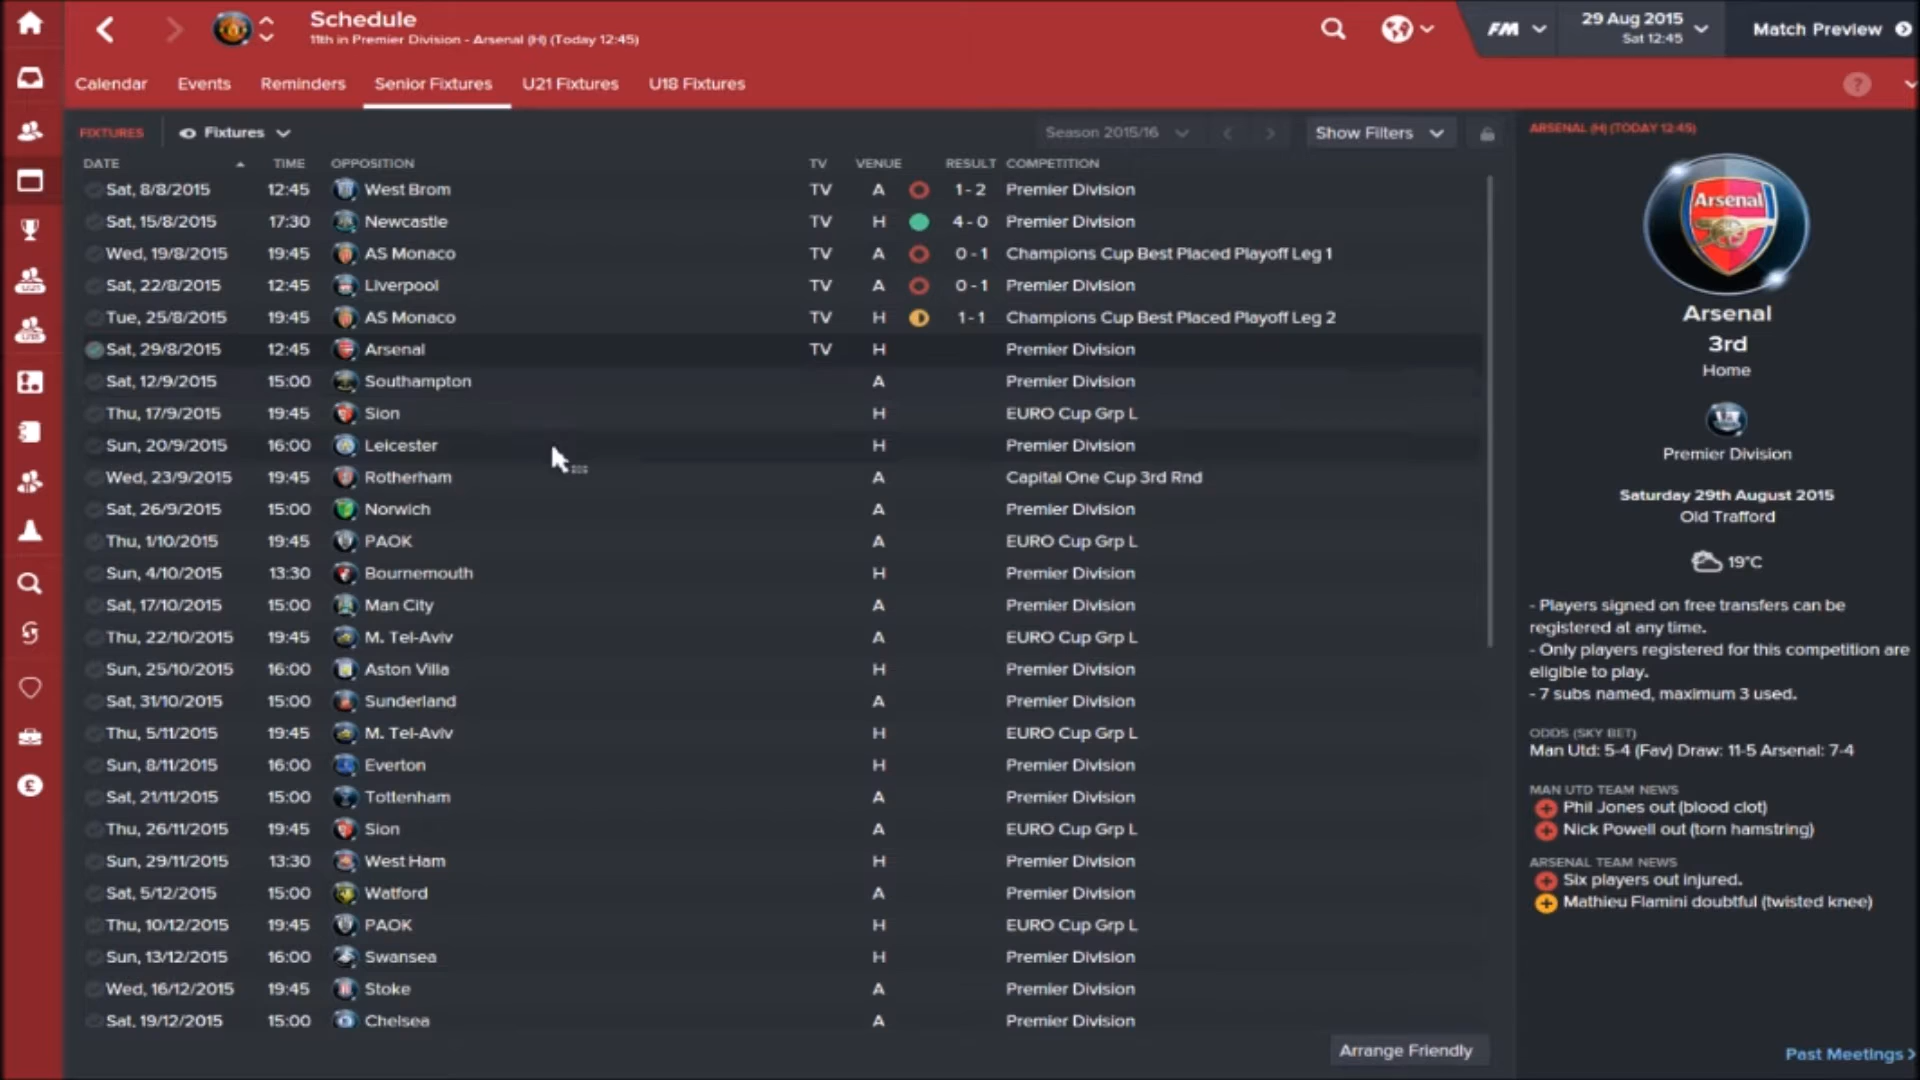 Schedule
11th in Premier Division - Arsenal (H) (Today 12:45)
FM
29 Aug 2015
Sat 12:45
Match Preview
Calendar Events Reminders Senior Fixtures U21 Fixtures U18 Fixtures
?
FIXTURES Fixtures Season 2015/16 Show Filters
DATE TIME OPPOSITION TV VENUE RESULT COMPETITION
Sat, 8/8/2015 12:45 West Brom TV A 1 - 2 Premier Division
Sat, 15/8/2015 17:30 Newcastle TV H 4 - 0 Premier Division
Wed, 19/8/2015 19:45 AS Monaco TV A 0 - 1 Champions Cup Best Placed Playoff Leg 1
Sat, 22/8/2015 12:45 Liverpool TV A 0 - 1 Premier Division
Tue, 25/8/2015 19:45 AS Monaco TV H 1 - 1 Champions Cup Best Placed Playoff Leg 2
Sat, 29/8/2015 12:45 Arsenal TV H Premier Division
Sat, 12/9/2015 15:00 Southampton A Premier Division
Thu, 17/9/2015 19:45 Sion H EURO Cup Grp L
Sun, 20/9/2015 16:00 Leicester H Premier Division
Wed, 23/9/2015 19:45 Rotherham A Capital One Cup 3rd Rnd
Sat, 26/9/2015 15:00 Norwich A Premier Division
Thu, 1/10/2015 19:45 PAOK A EURO Cup Grp L
Sun, 4/10/2015 13:30 Bournemouth H Premier Division
Sat, 17/10/2015 15:00 Man City A Premier Division
Thu, 22/10/2015 19:45 M. Tel-Aviv A EURO Cup Grp L
Sun, 25/10/2015 16:00 Aston Villa H Premier Division
Sat, 31/10/2015 15:00 Sunderland A Premier Division
Thu, 5/11/2015 19:45 M. Tel-Aviv H EURO Cup Grp L
Sun, 8/11/2015 16:00 Everton H Premier Division
Sat, 21/11/2015 15:00 Tottenham A Premier Division
Thu, 26/11/2015 19:45 Sion A EURO Cup Grp L
Sun, 29/11/2015 13:30 West Ham H Premier Division
Sat, 5/12/2015 15:00 Watford A Premier Division
Thu, 10/12/2015 19:45 PAOK H EURO Cup Grp L
Sun, 13/12/2015 16:00 Swansea H Premier Division
Wed, 16/12/2015 19:45 Stoke A Premier Division
Sat, 19/12/2015 15:00 Chelsea A Premier Division
Arrange Friendly
ARSENAL (H) (TODAY 12:45)
Arsenal
Arsenal
3rd
Home
Premier Division
Saturday 29th August 2015
Old Trafford
19°C
- Players signed on free transfers can be
registered at any time.
- Only players registered for this competition are
eligible to play.
- 7 subs named, maximum 3 used.
ODDS (SKY BET)
Man Utd: 5-4 (Fav) Draw: 11-5 Arsenal: 7-4
MAN UTD TEAM NEWS
Phil Jones out (blood clot)
Nick Powell out (torn hamstring)
ARSENAL TEAM NEWS
Six players out injured.
Mathieu Flamini doubtful (twisted knee)
Past Meetings >